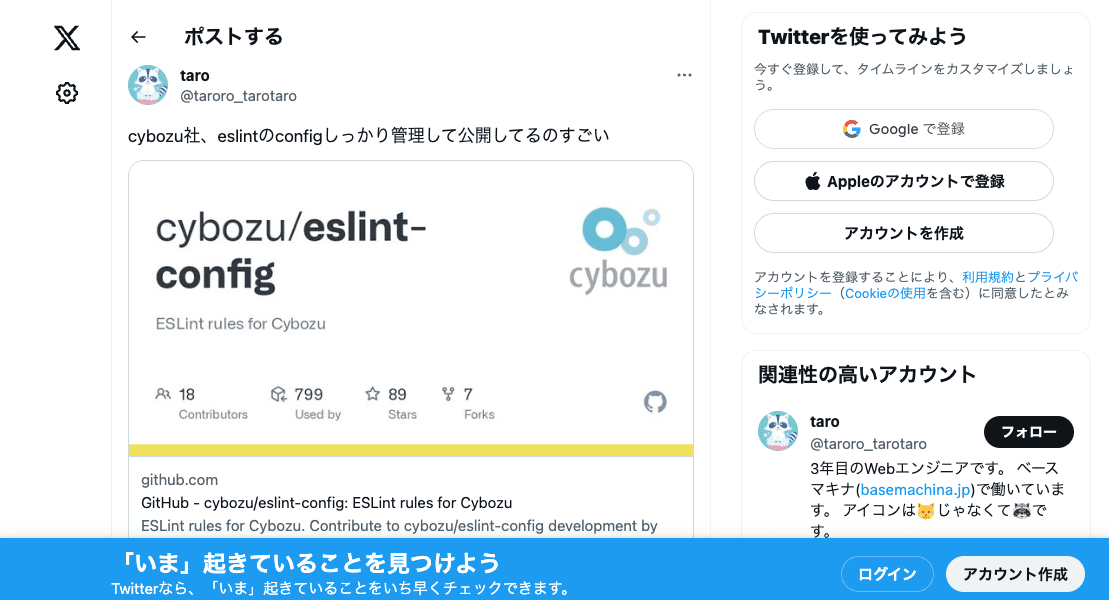 ポストする
taro
@taroro_tarotaro
cybozu社、eslintのconfigしっかり管理して公開してるのすごい
cybozu/eslint-
config
cybozu
ESLint rules for Cybozu
18
Contributors
799
Used by
89
Stars
7
Forks
github.com
GitHub - cybozu/eslint-config: ESLint rules for Cybozu
ESLint rules for Cybozu. Contribute to cybozu/eslint-config development by
Twitterを使ってみよう
今すぐ登録して、タイムラインをカスタマイズしましょ
う。
Google で登録
Appleのアカウントで登録
アカウントを作成
アカウントを登録することにより、利用規約とプライバ
シーポリシー（Cookieの使用を含む）に同意したとみ
なされます。
関連性の高いアカウント
taro
@taroro_tarotaro
フォロー
3年目のWebエンジニアです。 ベース
マキナ(basemachina.jp)で働いていま
す。 アイコンは😼じゃなくて🦝で
す。
「いま」起きていることを見つけよう
Twitterなら、「いま」起きていることをいち早くチェックできます。
ログイン
アカウント作成